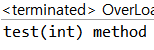 <terminated> OverLoa
test(int) method